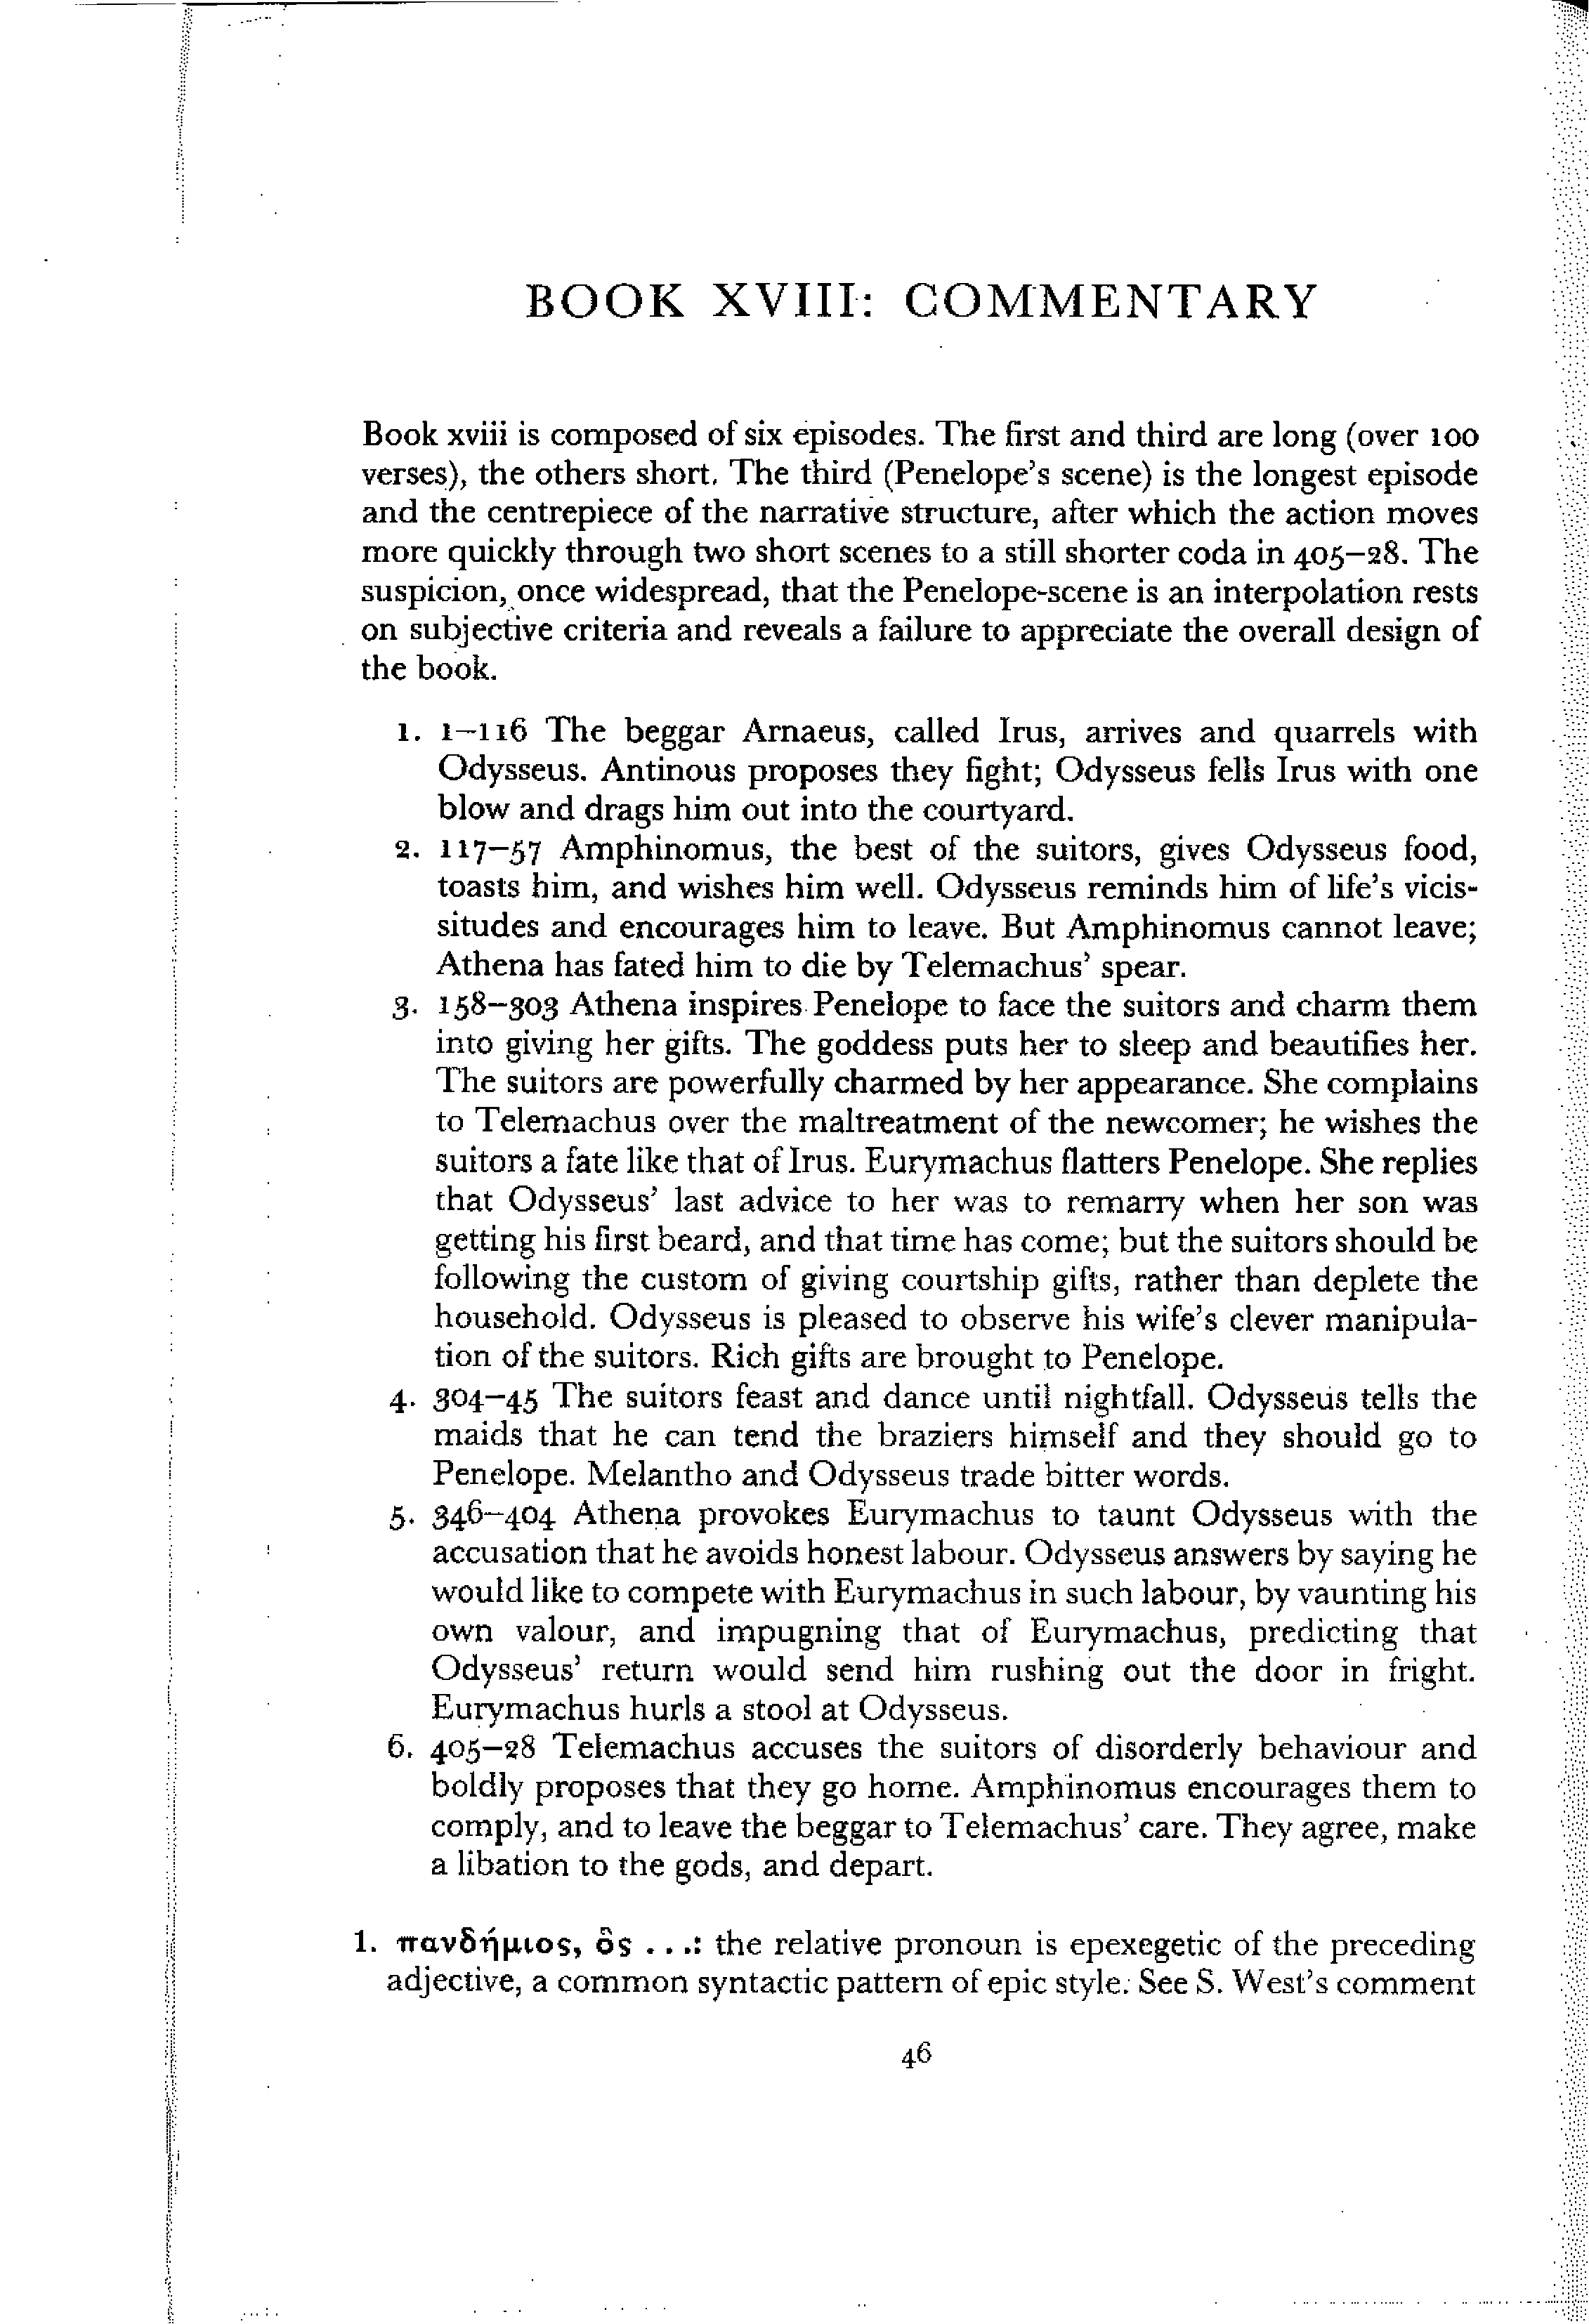 BOOK XVIII: COMMENTARY
Book xviii is composed of six episodes. The first and third are long (over 100
verses), the others short. The third (Penelope's scene) is the longest episode
and the centrepiece of the narrative structure, after which the action moves
more quickly through two short scenes to a still shorter coda in 405–28. The
suspicion, once widespread, that the Penelope-scene is an interpolation rests
on subjective criteria and reveals a failure to appreciate the overall design of
the book.
1. 1–116 The beggar Arnaeus, called Irus, arrives and quarrels with
Odysseus. Antinous proposes they fight; Odysseus fells Irus with one
blow and drags him out into the courtyard.
2. 117–57 Amphinomus, the best of the suitors, gives Odysseus food,
toasts him, and wishes him well. Odysseus reminds him of life's vicis-
situdes and encourages him to leave. But Amphinomus cannot leave;
Athena has fated him to die by Telemachus' spear.
3. 158–303 Athena inspires Penelope to face the suitors and charm them
into giving her gifts. The goddess puts her to sleep and beautifies her.
The suitors are powerfully charmed by her appearance. She complains
to Telemachus over the maltreatment of the newcomer; he wishes the
suitors a fate like that of Irus. Eurymachus flatters Penelope. She replies
that Odysseus' last advice to her was to remarry when her son was
getting his first beard, and that time has come; but the suitors should be
following the custom of giving courtship gifts, rather than deplete the
household. Odysseus is pleased to observe his wife's clever manipula-
tion of the suitors. Rich gifts are brought to Penelope.
4. 304–45 The suitors feast and dance until nightfall. Odysseus tells the
maids that he can tend the braziers himself and they should go to
Penelope. Melantho and Odysseus trade bitter words.
5. 346–404 Athena provokes Eurymachus to taunt Odysseus with the
accusation that he avoids honest labour. Odysseus answers by saying he
would like to compete with Eurymachus in such labour, by vaunting his
own valour, and impugning that of Eurymachus, predicting that
Odysseus' return would send him rushing out the door in fright.
Eurymachus hurls a stool at Odysseus.
6. 405–28 Telemachus accuses the suitors of disorderly behaviour and
boldly proposes that they go home. Amphinomus encourages them to
comply, and to leave the beggar to Telemachus' care. They agree, make
a libation to the gods, and depart.
1. πανδήμιος, ὃς . . .: the relative pronoun is epexegetic of the preceding
adjective, a common syntactic pattern of epic style. See S. West's comment
46